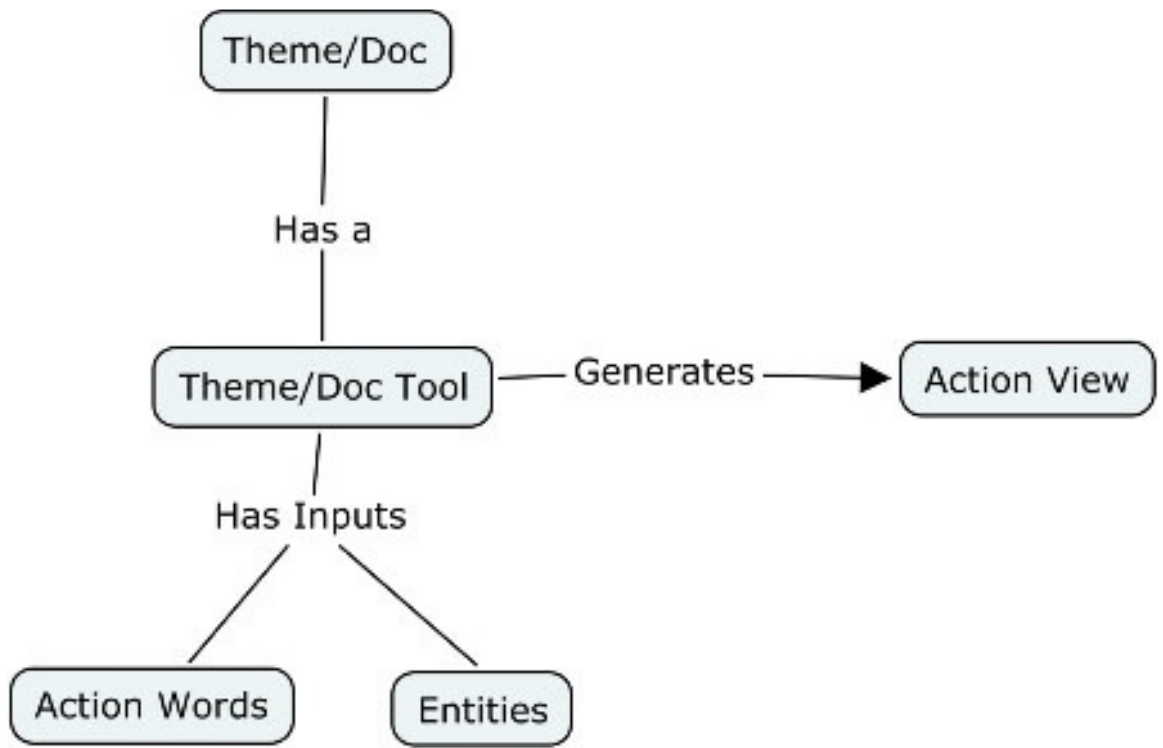 Theme/Doc
Has a
Theme/Doc Tool
Generates
Action View
Has Inputs
Action Words
Entities